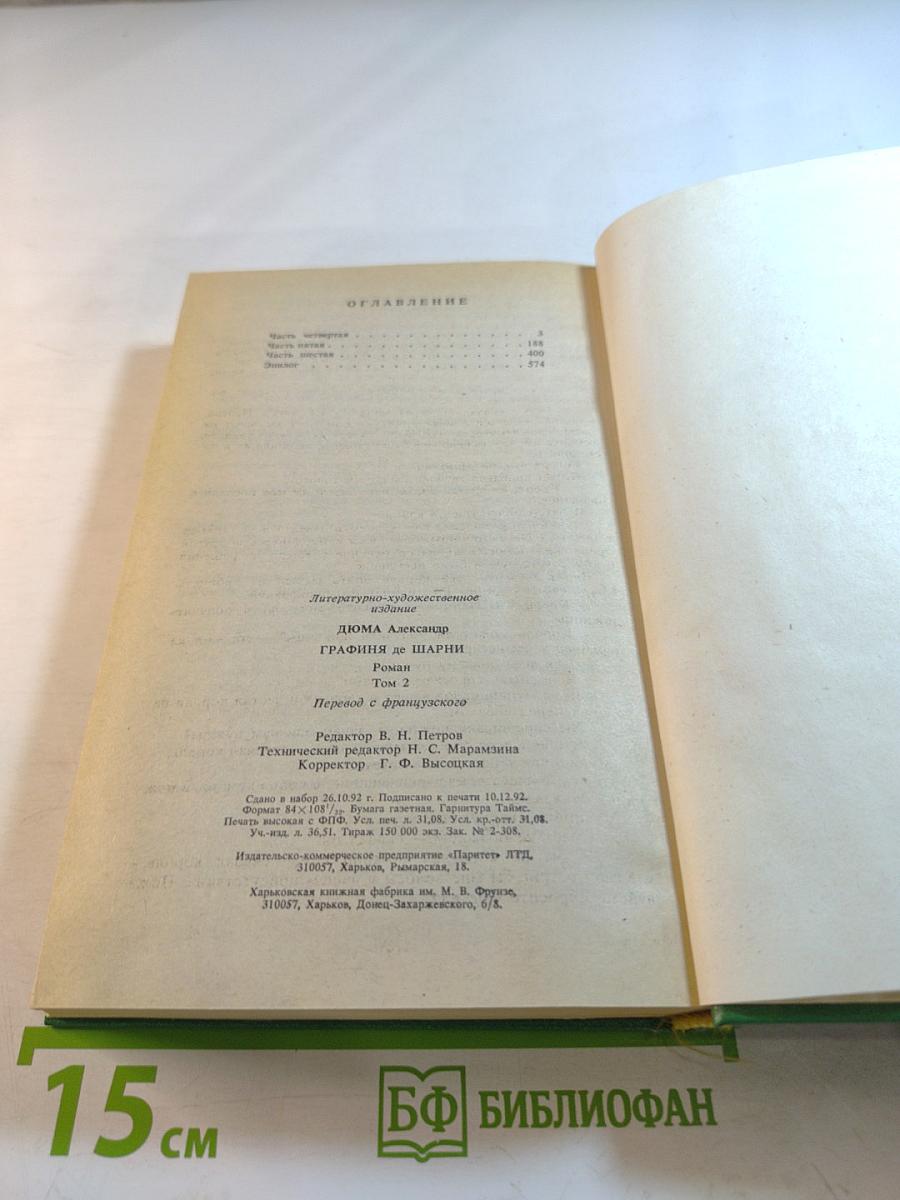 ОГЛАВЛЕНИЕ
Часть четвертая . . . . . . . . . . . . . . 3
Часть пятая . . . . . . . . . . . . . . . . 188
Часть шестая . . . . . . . . . . . . . . . 400
Эпилог . . . . . . . . . . . . . . . . . 574
Литературно-художественное
издание
ДЮМА Александр
ГРАФИНЯ де ШАРНИ
Роман
Том 2
Перевод с французского
Редактор В. Н. Петров
Технический редактор Н. С. Марамзина
Корректор Г. Ф. Высоцкая
Сдано в набор 26.10.92 г. Подписано к печати 10.12.92.
Формат 84×108¹/₃₂. Бумага газетная. Гарнитура Таймс.
Печать высокая с ФПФ. Усл. печ. л. 31,08. Усл. кр.-отт. 31,08.
Уч.-изд. л. 36,51. Тираж 150 000 экз. Зак. № 2-308.
Издательско-коммерческое предприятие «Паритет» ЛТД,
310057, Харьков, Рымарская, 18.
Харьковская книжная фабрика им. М. В. Фрунзе,
310057, Харьков, Донец-Захаржевского, 6/8.
15 см
БФ БИБЛИОФАН